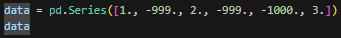 data = pd.Series([1., -999., 2., -999., -1000., 3.])
data